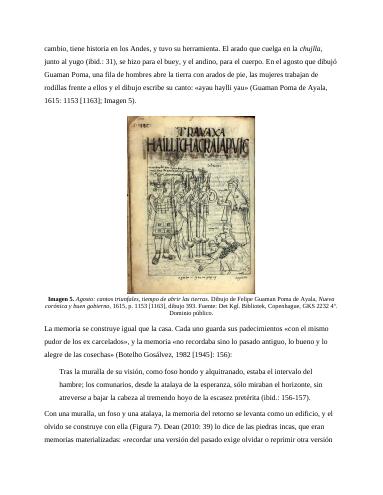 cambio, tiene historia en los Andes, y tuvo su herramienta. El arado que cuelga en la chujlla,
junto al yugo (ibid.: 31), se hizo para el buey, y el andino, para el cuerpo. En el agosto que dibujó
Guaman Poma, una fila de hombres abre la tierra con arados de pie, las mujeres trabajan de
rodillas frente a ellos y el dibujo escribe su canto: «ayau haylli yau» (Guaman Poma de Ayala,
1615: 1153 [1163]; Imagen 5).
TRAVAXA
HAILLICHACRAIAPVIC
Imagen 5. Agosto: cantos triunfales, tiempo de abrir las tierras. Dibujo de Felipe Guaman Poma de Ayala, Nueva
corónica y buen gobierno, 1615, p. 1153 [1163], dibujo 393. Fuente: Det Kgl. Bibliotek, Copenhague, GKS 2232 4°.
Dominio público.
La memoria se construye igual que la casa. Cada uno guarda sus padecimientos «con el mismo
pudor de los ex carcelados», y la memoria «no recordaba sino lo pasado antiguo, lo bueno y lo
alegre de las cosechas» (Botelho Gosálvez, 1982 [1945]: 156):
Tras la muralla de su visión, como foso hondo y alquitranado, estaba el intervalo del
hambre; los comunarios, desde la atalaya de la esperanza, sólo miraban el horizonte, sin
atreverse a bajar la cabeza al tremendo hoyo de la escasez pretérita (ibid.: 156-157).
Con una muralla, un foso y una atalaya, la memoria del retorno se levanta como un edificio, y el
olvido se construye con ella (Figura 7). Dean (2010: 39) lo dice de las piedras incas, que eran
memorias materializadas: «recordar una versión del pasado exige olvidar o reprimir otra versión